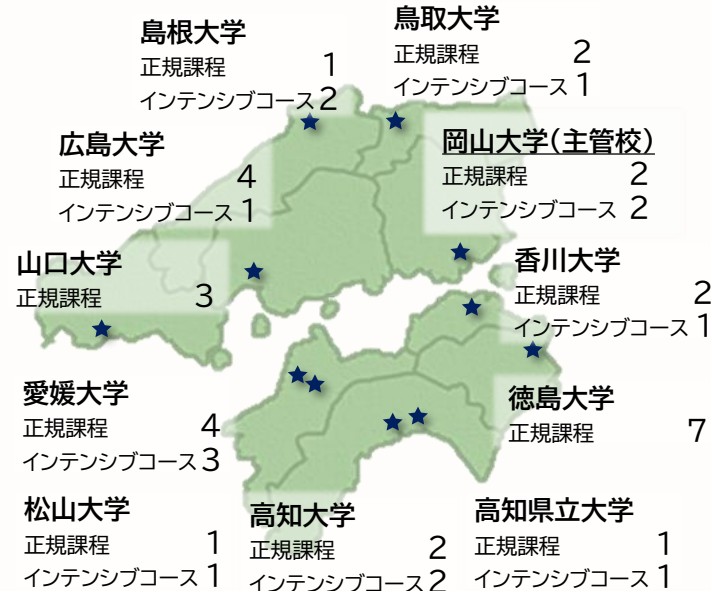 島根大学
正規課程 1
インテンシブコース 2
鳥取大学
正規課程 2
インテンシブコース 1
広島大学
正規課程 4
インテンシブコース 1
岡山大学(主管校)
正規課程 2
インテンシブコース 2
山口大学
正規課程 3
香川大学
正規課程 2
インテンシブコース 1
愛媛大学
正規課程 4
インテンシブコース 3
徳島大学
正規課程 7
松山大学
正規課程 1
インテンシブコース 1
高知大学
正規課程 2
インテンシブコース 2
高知県立大学
正規課程 1
インテンシブコース 1